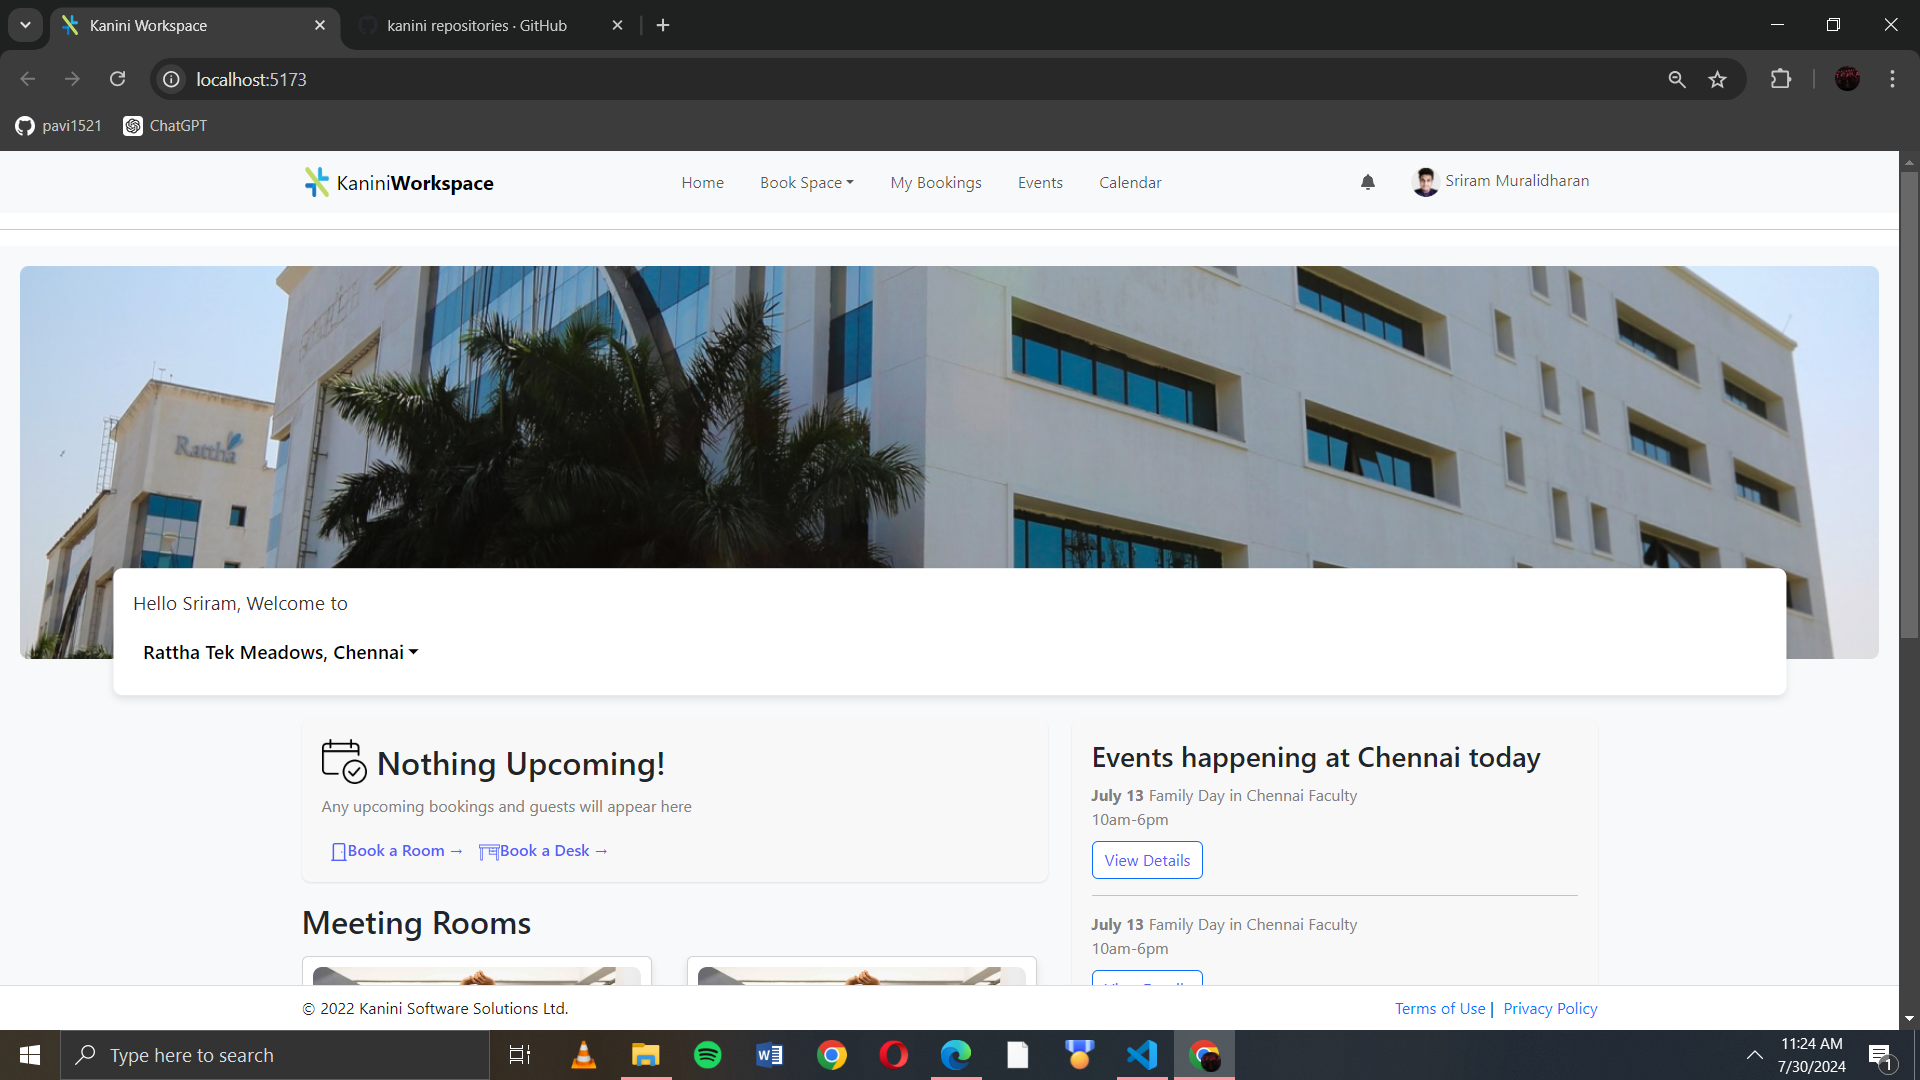 Kanini Workspace
kanini repositories · GitHub
localhost:5173
pavi1521
ChatGPT
KaniniWorkspace
Home
Book Space
My Bookings
Events
Calendar
Sriram Muralidharan
Rattha
Hello Sriram, Welcome to
Rattha Tek Meadows, Chennai
Nothing Upcoming!
Any upcoming bookings and guests will appear here
Book a Room →
Book a Desk →
Meeting Rooms
Events happening at Chennai today
July 13 Family Day in Chennai Faculty
10am-6pm
View Details
July 13 Family Day in Chennai Faculty
10am-6pm
© 2022 Kanini Software Solutions Ltd.
Terms of Use | Privacy Policy
Type here to search
11:24 AM
7/30/2024
1